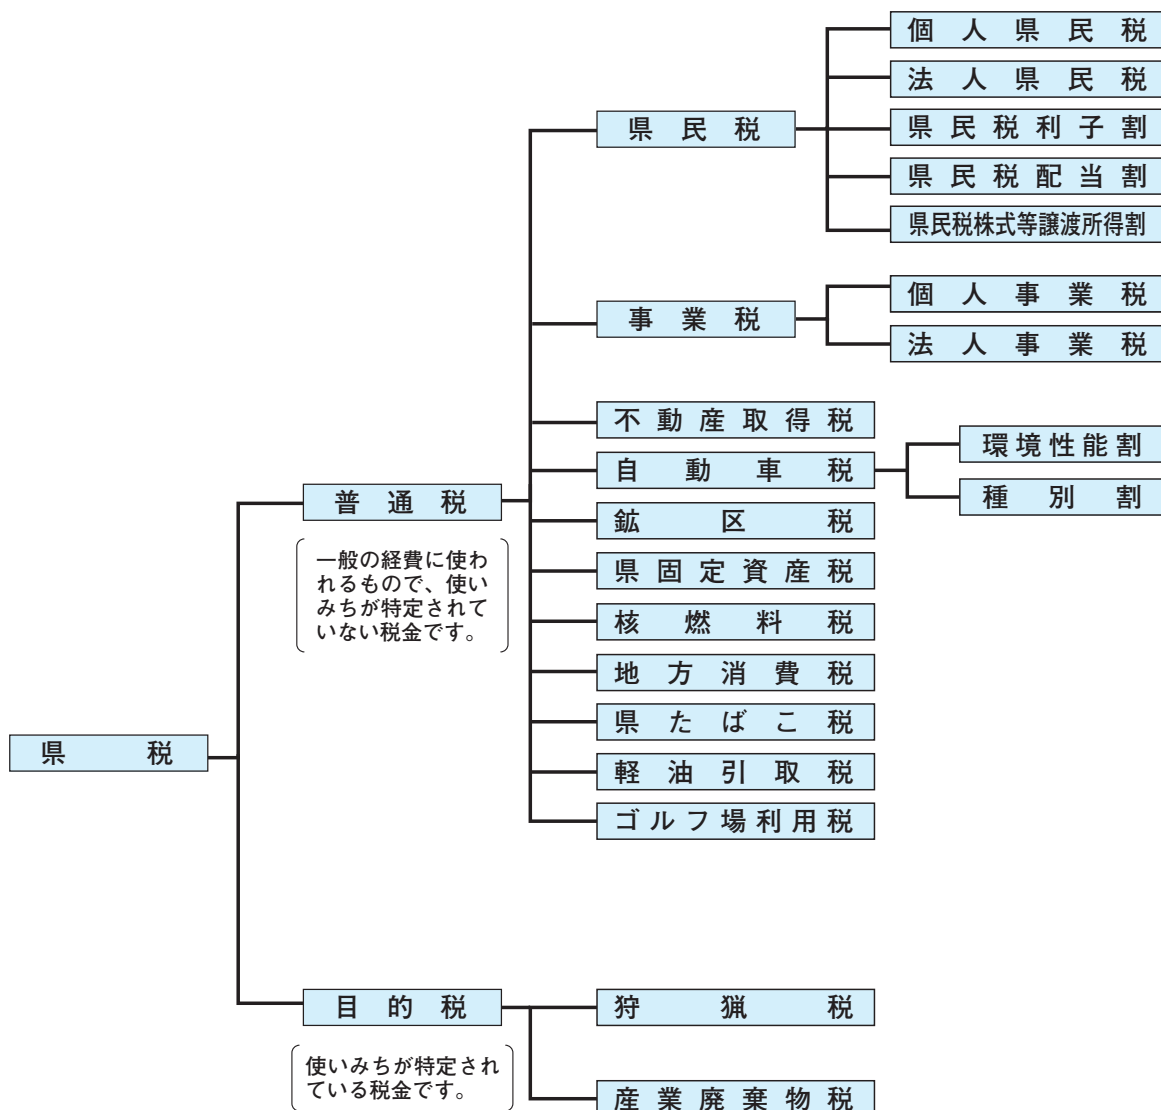 県税
普通税
一般の経費に使わ
れるもので、使い
みちが特定されて
いない税金です。
県民税
個人県民税
法人県民税
県民税利子割
県民税配当割
県民税株式等譲渡所得割
事業税
個人事業税
法人事業税
不動産取得税
自動車税
環境性能割
種別割
鉱区税
県固定資産税
核燃料税
地方消費税
県たばこ税
軽油引取税
ゴルフ場利用税
目的税
使いみちが特定され
ている税金です。
狩猟税
産業廃棄物税